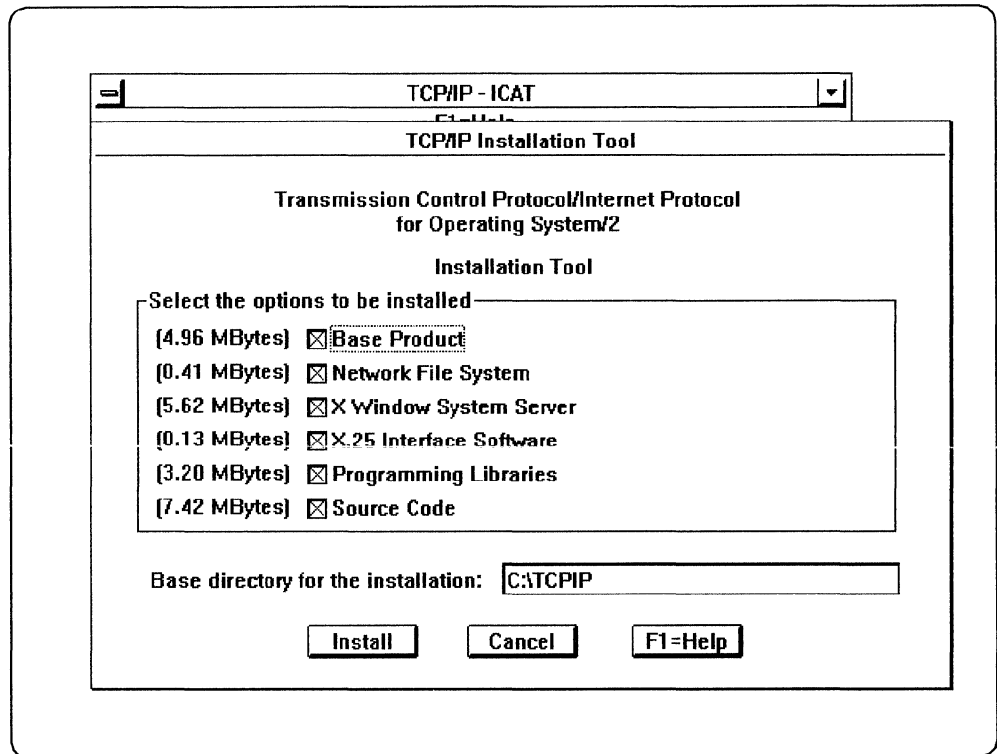 TCP/IP - ICAT
F1=Help
TCP/IP Installation Tool
Transmission Control Protocol/Internet Protocol
for Operating System/2
Installation Tool
Select the options to be installed
(4.96 MBytes) Base Product
(0.41 MBytes) Network File System
(5.62 MBytes) X Window System Server
(0.13 MBytes) X.25 Interface Software
(3.20 MBytes) Programming Libraries
(7.42 MBytes) Source Code
Base directory for the installation: C:\TCPIP
Install Cancel F1=Help